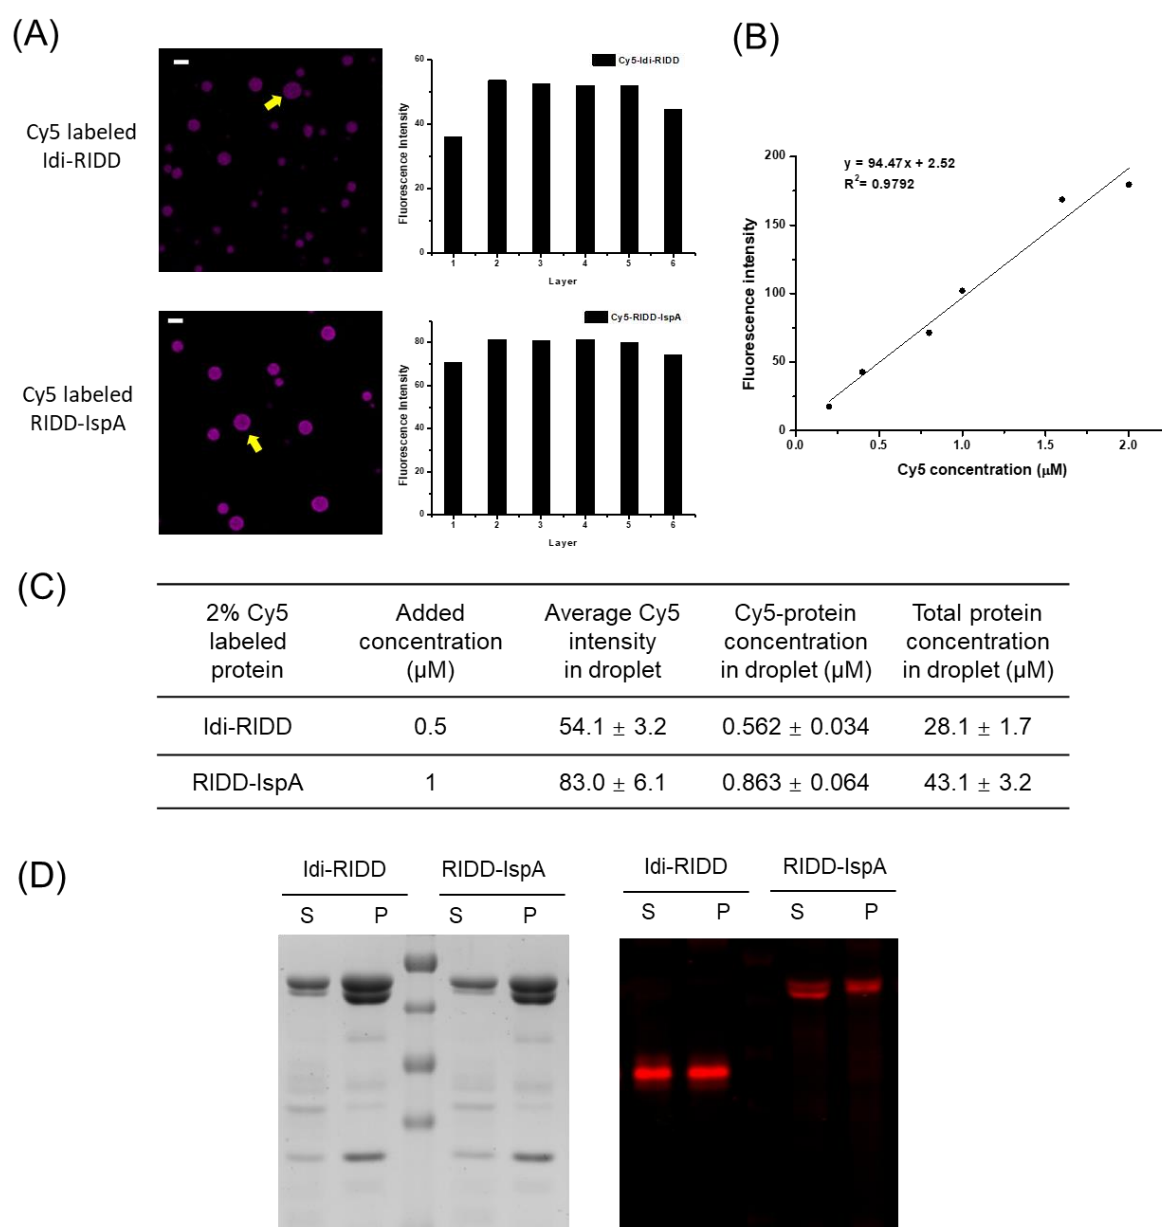 (A)
Cy5 labeled
Idi-RIDD
Cy5-Idi-RIDD
Fluorescence Intensity
60
40
20
0
1 2 3 4 5 6
Layer
Cy5 labeled
RIDD-IspA
Cy5-RIDD-IspA
Fluorescence Intensity
80
60
40
20
0
1 2 3 4 5 6
Layer
(B)
y = 94.47x + 2.52
R²= 0.9792
Fluorescence intensity
200
150
100
50
0
0.0 0.5 1.0 1.5 2.0
Cy5 concentration (μM)
(C)
2% Cy5 labeled protein
Added concentration (μM)
Average Cy5 intensity in droplet
Cy5-protein concentration in droplet (μM)
Total protein concentration in droplet (μM)
Idi-RIDD 0.5 54.1 ± 3.2 0.562 ± 0.034 28.1 ± 1.7
RIDD-IspA 1 83.0 ± 6.1 0.863 ± 0.064 43.1 ± 3.2
(D)
Idi-RIDD RIDD-IspA
S P S P
Idi-RIDD RIDD-IspA
S P S P